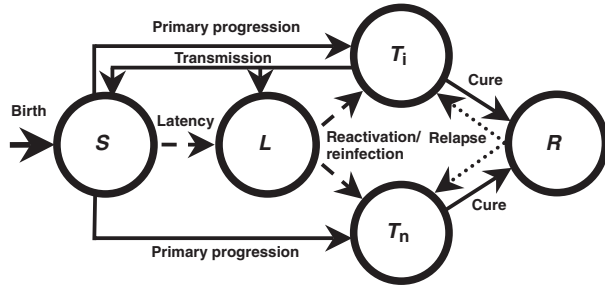 Primary progression
Transmission
Ti
Cure
Birth
S
Latency
L
Reactivation/
reinfection
Relapse
R
Tn
Cure
Primary progression